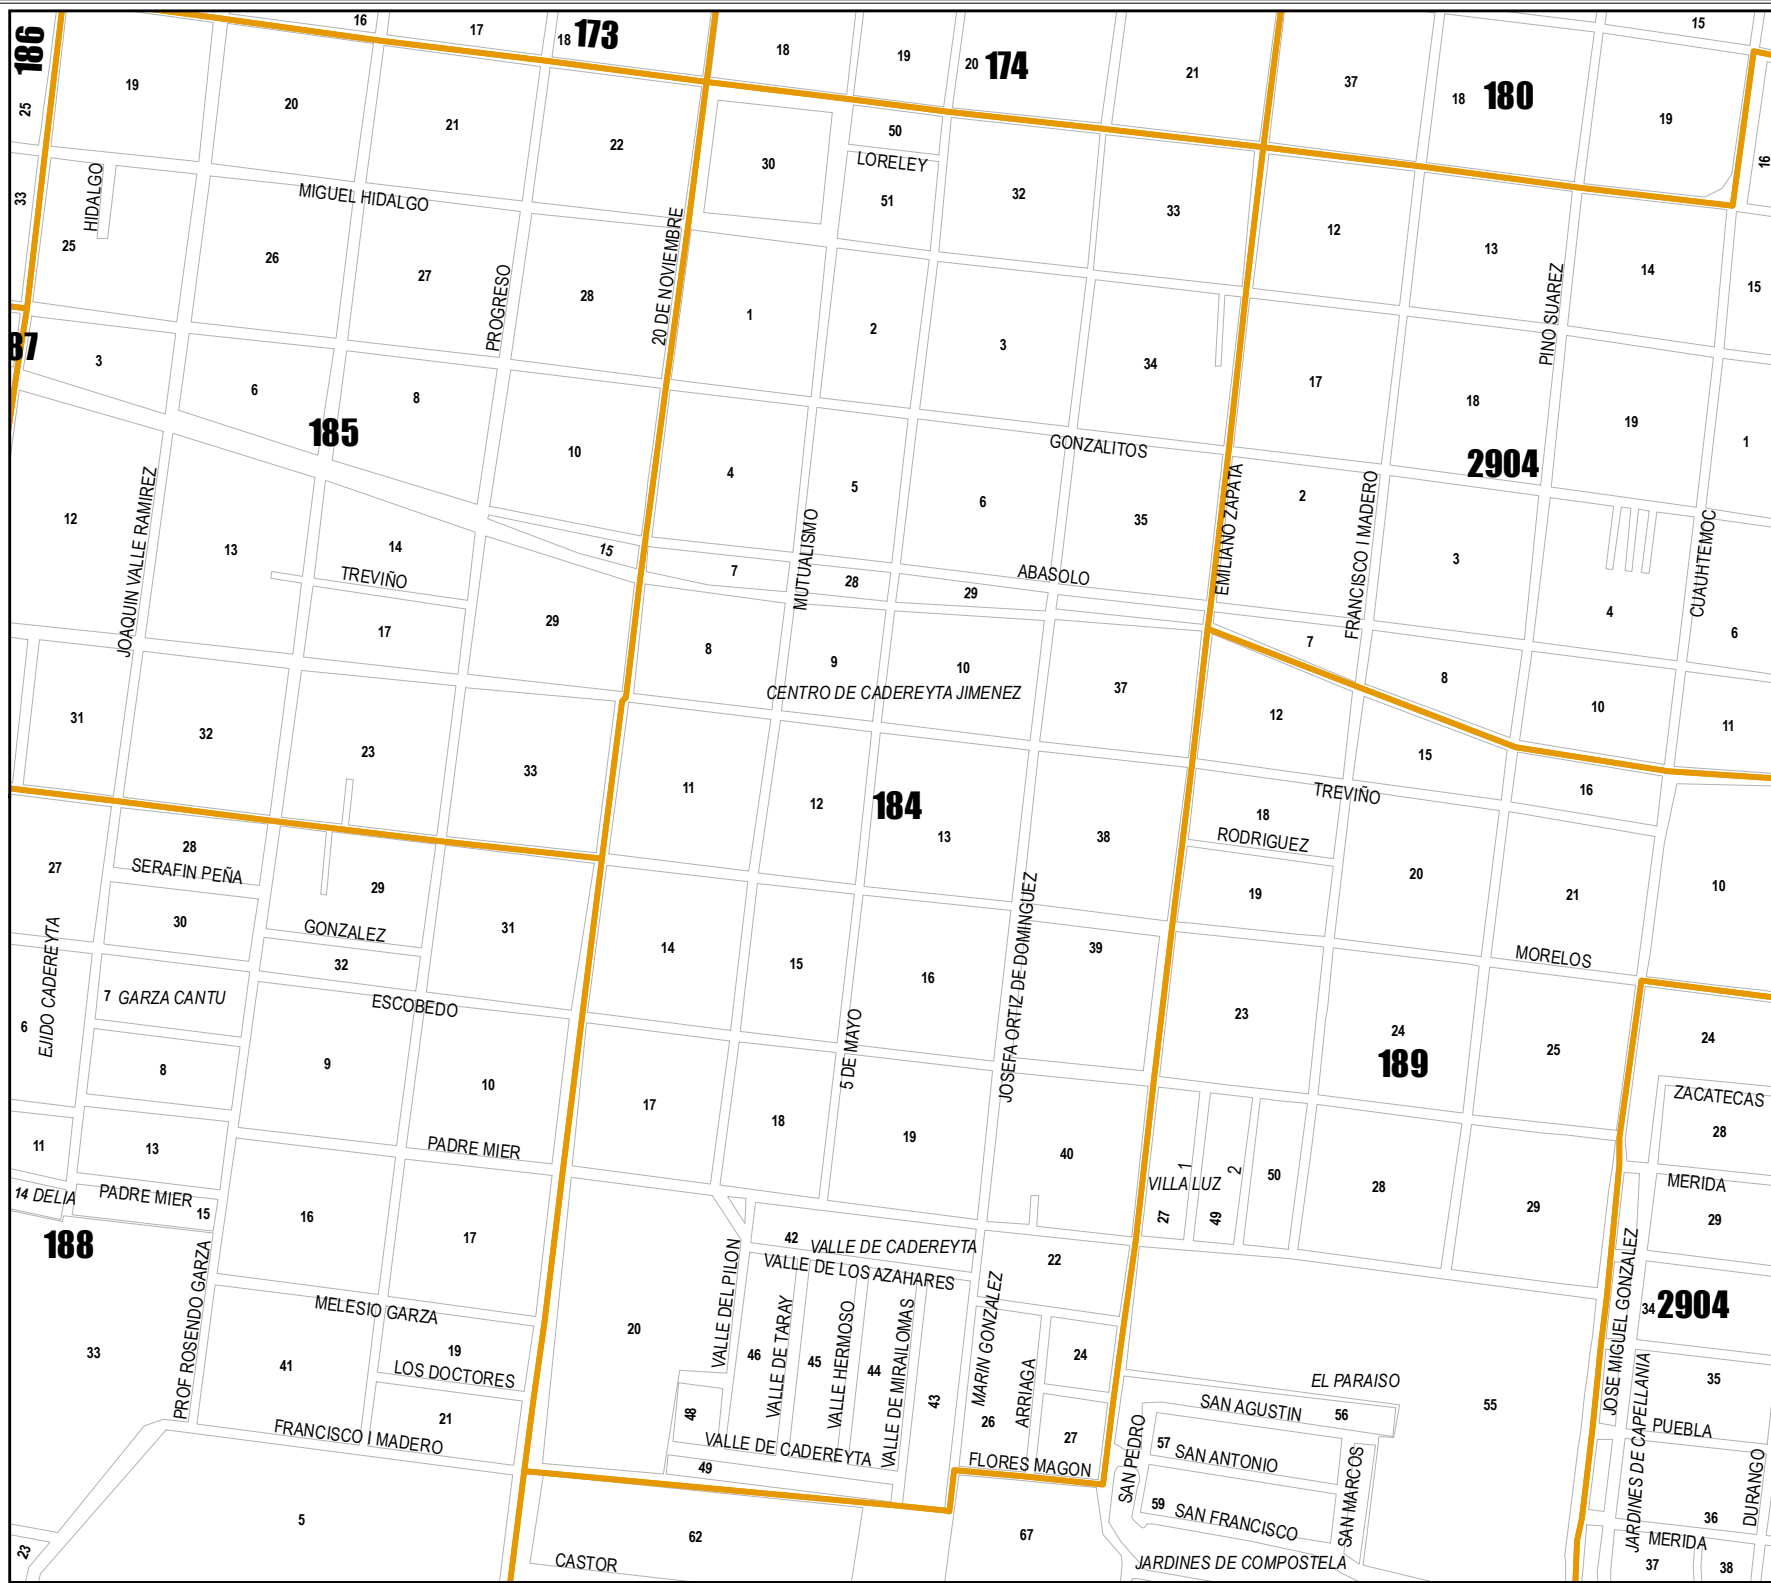 186
16
17
18
173
18
19
20
174
21
37
18
180
15
19
16
25
33
19
20
21
22
30
50
LORELEY
51
32
33
12
13
14
15
HIDALGO
MIGUEL HIDALGO
25
26
27
PROGRESO
28
20 DE NOVIEMBRE
1
2
3
34
17
PINO SUAREZ
18
19
1
87
3
6
8
185
10
4
5
6
GONZALITOS
35
2
2904
12
JOAQUIN VALLE RAMIREZ
13
14
TREVIÑO
15
7
MUTUALISMO
28
29
ABASOLO
EMILIANO ZAPATA
FRANCISCO I MADERO
3
4
CUAUHTEMOC
6
17
29
8
9
10
CENTRO DE CADEREYTA JIMENEZ
37
7
8
10
11
31
32
23
33
11
12
184
13
38
12
15
16
TREVIÑO
18
RODRIGUEZ
27
28
SERAFIN PEÑA
29
30
GONZALEZ
31
32
14
15
16
JOSEFA ORTIZ DE DOMINGUEZ
39
19
20
21
10
MORELOS
EJIDO CADEREYTA
7 GARZA CANTU
6
ESCOBEDO
8
9
10
17
18
5 DE MAYO
19
40
23
24
189
25
24
ZACATECAS
28
11
13
PADRE MIER
14 DELIA
PADRE MIER
15
188
16
17
VILLA LUZ
1
2
27
49
50
28
29
MERIDA
29
PROF ROSENDO GARZA
MELESIO GARZA
33
41
19
LOS DOCTORES
21
FRANCISCO I MADERO
20
VALLE DEL PILON
42
VALLE DE CADEREYTA
VALLE DE LOS AZAHARES
46
VALLE DE TARAY
45
VALLE HERMOSO
44
VALLE DE MIRAILOMAS
43
MARIN GONZALEZ
22
24
26
ARRIAGA
27
FLORES MAGON
48
VALLE DE CADEREYTA
49
JOSE MIGUEL GONZALEZ
34
2904
35
EL PARAISO
SAN AGUSTIN
56
55
JARDINES DE CAPELLANIA
PUEBLA
SAN PEDRO
57
SAN ANTONIO
SAN MARCOS
59
SAN FRANCISCO
JARDINES DE COMPOSTELA
36
DURANGO
MERIDA
37
38
23
5
62
CASTOR
67